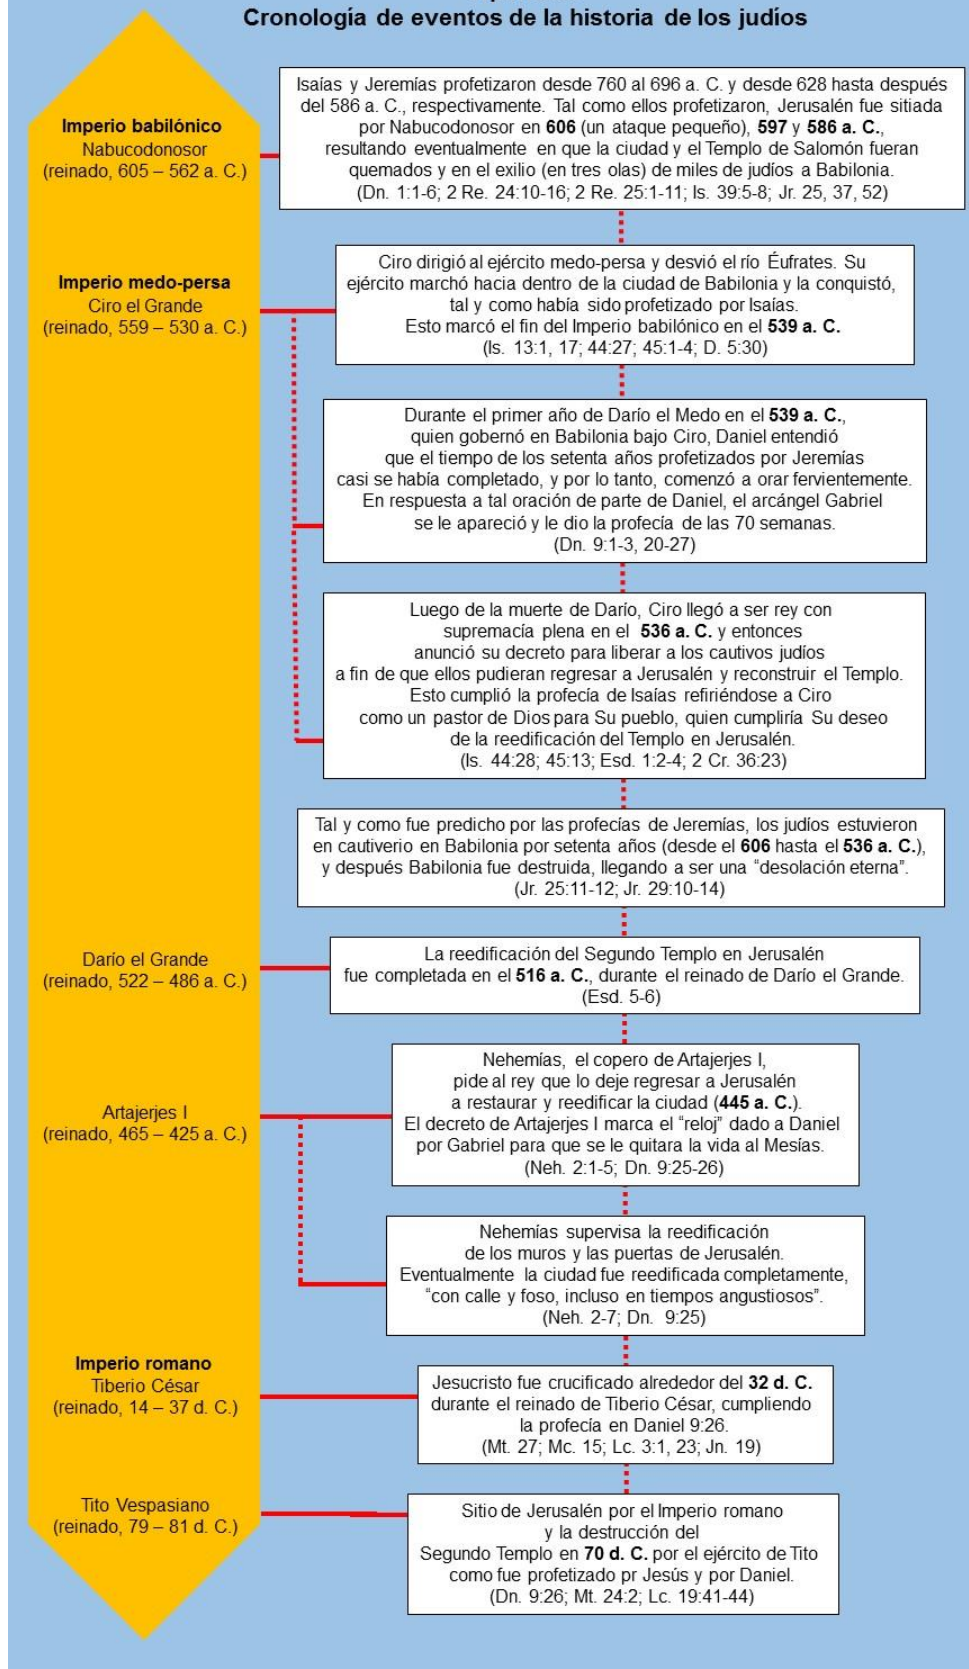 Cronología de eventos de la historia de los judíos
Imperio babilónico
Nabucodonosor
(reinado, 605 – 562 a. C.)
Isaías y Jeremías profetizaron desde 760 al 696 a. C. y desde 628 hasta después
del 586 a. C., respectivamente. Tal como ellos profetizaron, Jerusalén fue sitiada
por Nabucodonosor en 606 (un ataque pequeño), 597 y 586 a. C.,
resultando eventualmente en que la ciudad y el Templo de Salomón fueran
quemados y en el exilio (en tres olas) de miles de judíos a Babilonia.
(Dn. 1:1-6; 2 Re. 24:10-16; 2 Re. 25:1-11; Is. 39:5-8; Jr. 25, 37, 52)
Imperio medo-persa
Ciro el Grande
(reinado, 559 – 530 a. C.)
Ciro dirigió al ejército medo-persa y desvió el río Éufrates. Su
ejército marchó hacia dentro de la ciudad de Babilonia y la conquistó,
tal y como había sido profetizado por Isaías.
Esto marcó el fin del Imperio babilónico en el 539 a. C.
(Is. 13:1, 17; 44:27; 45:1-4; D. 5:30)
Durante el primer año de Darío el Medo en el 539 a. C.,
quien gobernó en Babilonia bajo Ciro, Daniel entendió
que el tiempo de los setenta años profetizados por Jeremías
casi se había completado, y por lo tanto, comenzó a orar fervientemente.
En respuesta a tal oración de parte de Daniel, el arcángel Gabriel
se le apareció y le dio la profecía de las 70 semanas.
(Dn. 9:1-3, 20-27)
Luego de la muerte de Darío, Ciro llegó a ser rey con
supremacía plena en el 536 a. C. y entonces
anunció su decreto para liberar a los cautivos judíos
a fin de que ellos pudieran regresar a Jerusalén y reconstruir el Templo.
Esto cumplió la profecía de Isaías refiriéndose a Ciro
como un pastor de Dios para Su pueblo, quien cumpliría Su deseo
de la reedificación del Templo en Jerusalén.
(Is. 44:28; 45:13; Esd. 1:2-4; 2 Cr. 36:23)
Tal y como fue predicho por las profecías de Jeremías, los judíos estuvieron
en cautiverio en Babilonia por setenta años (desde el 606 hasta el 536 a. C.),
y después Babilonia fue destruida, llegando a ser una “desolación eterna”.
(Jr. 25:11-12; Jr. 29:10-14)
Darío el Grande
(reinado, 522 – 486 a. C.)
La reedificación del Segundo Templo en Jerusalén
fue completada en el 516 a. C., durante el reinado de Darío el Grande.
(Esd. 5-6)
Artajerjes I
(reinado, 465 – 425 a. C.)
Nehemías, el copero de Artajerjes I,
pide al rey que lo deje regresar a Jerusalén
a restaurar y reedificar la ciudad (445 a. C.).
El decreto de Artajerjes I marca el “reloj” dado a Daniel
por Gabriel para que se le quitara la vida al Mesías.
(Neh. 2:1-5; Dn. 9:25-26)
Nehemías supervisa la reedificación
de los muros y las puertas de Jerusalén.
Eventualmente la ciudad fue reedificada completamente,
“con calle y foso, incluso en tiempos angustiosos”.
(Neh. 2-7; Dn. 9:25)
Imperio romano
Tiberio César
(reinado, 14 – 37 d. C.)
Jesucristo fue crucificado alrededor del 32 d. C.
durante el reinado de Tiberio César, cumpliendo
la profecía en Daniel 9:26.
(Mt. 27; Mc. 15; Lc. 3:1, 23; Jn. 19)
Tito Vespasiano
(reinado, 79 – 81 d. C.)
Sitio de Jerusalén por el Imperio romano
y la destrucción del
Segundo Templo en 70 d. C. por el ejército de Tito
como fue profetizado pr Jesús y por Daniel.
(Dn. 9:26; Mt. 24:2; Lc. 19:41-44)